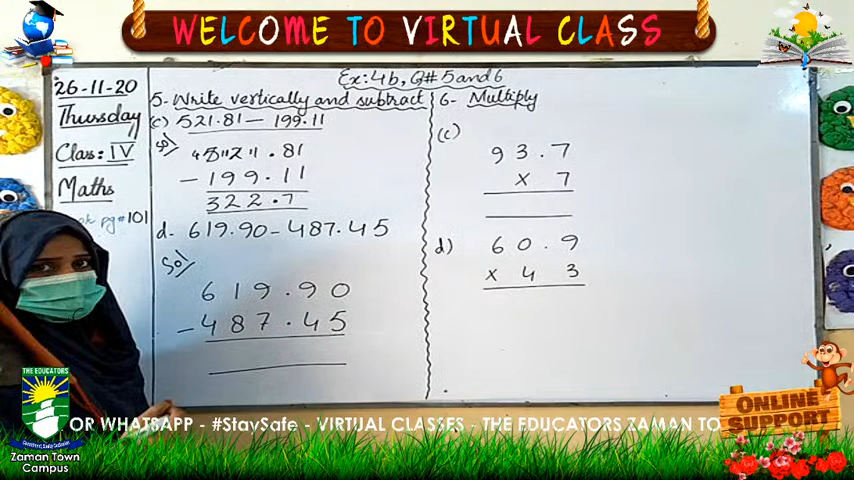 WELCOME TO VIRTUAL CLASS
Ex: 4b, Q# 5 and 6
26-11-20
Thursday
Class: IV
Maths
pg# 101
5- Write vertically and subtract
(c) 521.81 — 199.11
Sol
521.81
- 199.11
322.7
d- 619.90 - 487.45
Sol
619.90
- 487.45
6- Multiply
(c)
93.7
x 7
d)
60.9
x 43
THE EDUCATORS
Zaman Town
Campus
OR WHATSAPP - #StaySafe - VIRTUAL CLASSES - THE EDUCATORS ZAMAN TO
ONLINE
SUPPORT